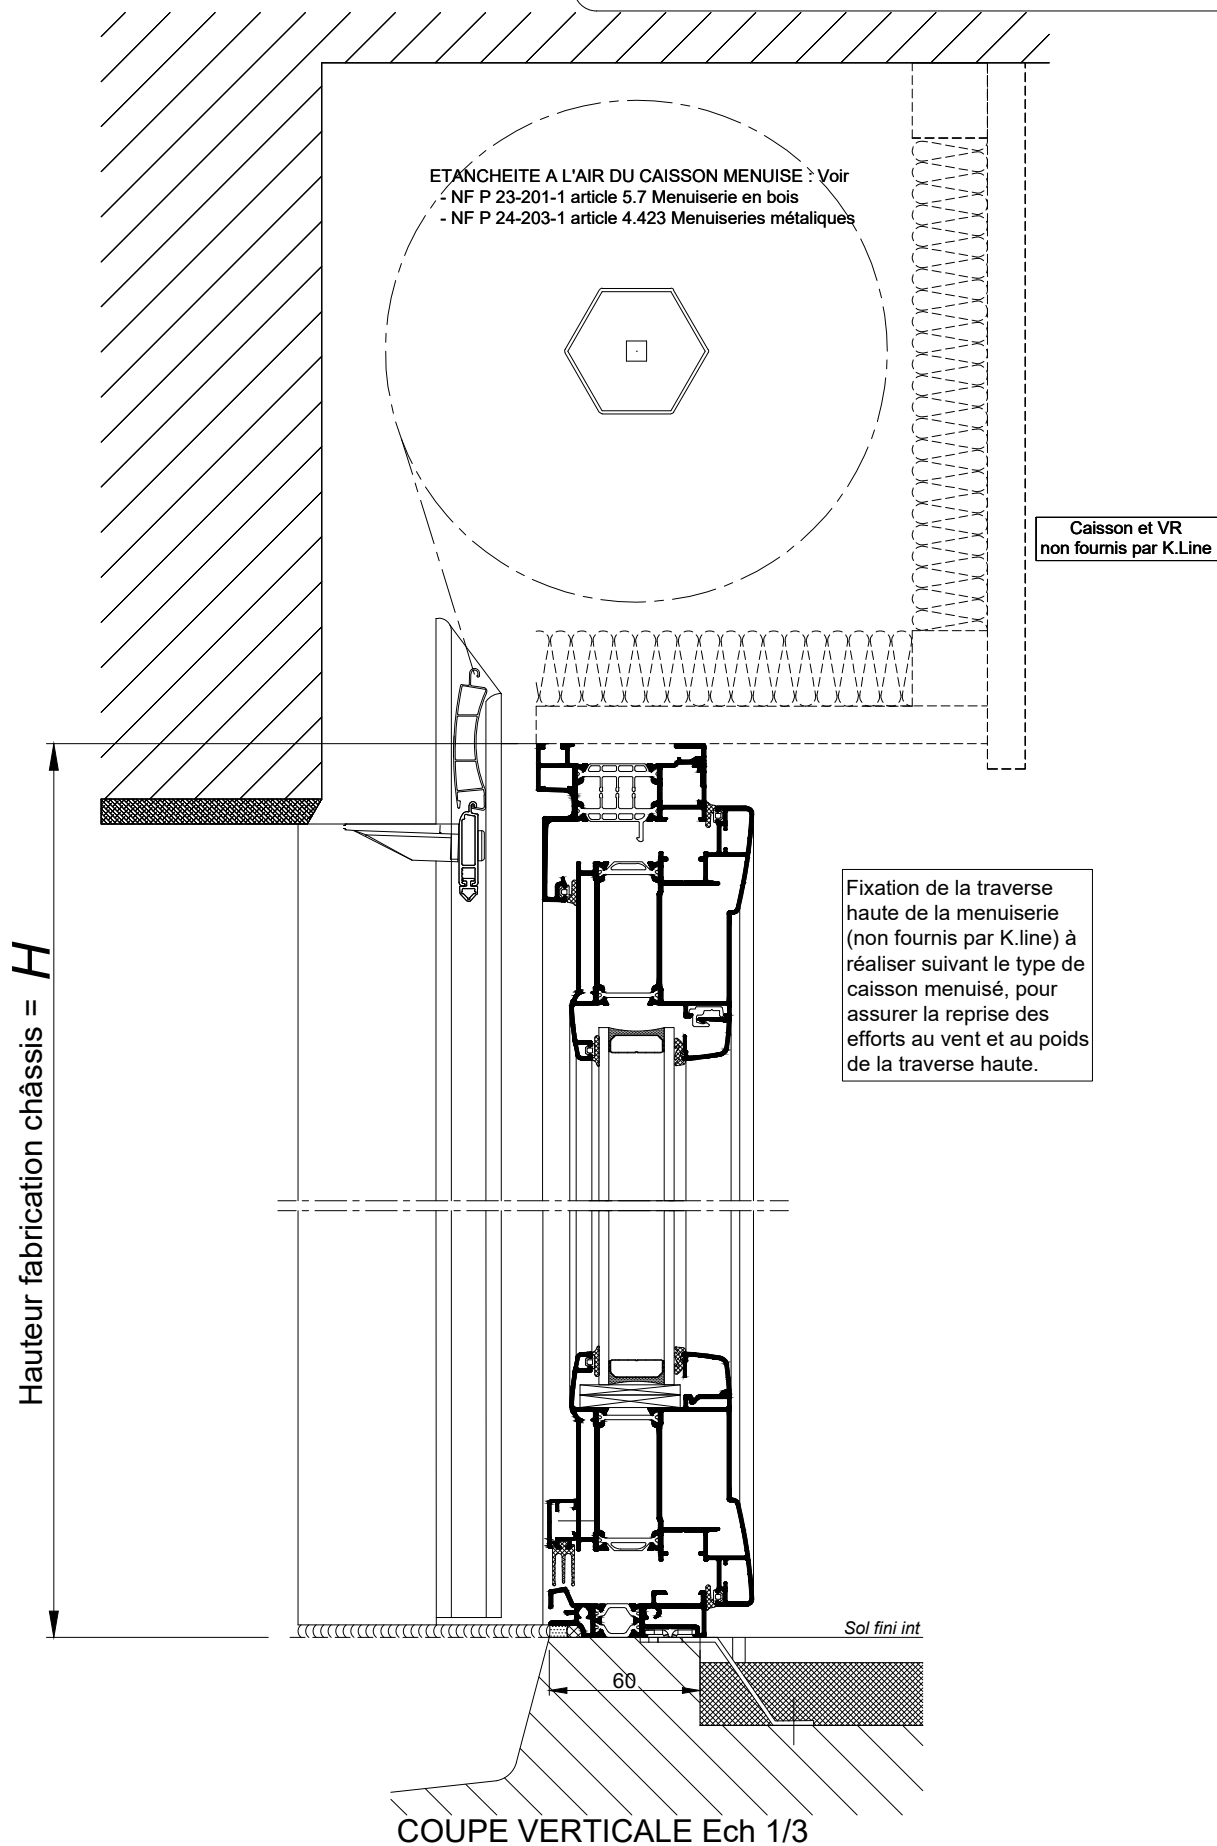 ETANCHEITE A L'AIR DU CAISSON MENUISE : Voir
- NF P 23-201-1 article 5.7 Menuiserie en bois
- NF P 24-203-1 article 4.423 Menuiseries métaliques
Caisson et VR
non fournis par K.Line
Fixation de la traverse
haute de la menuiserie
(non fournis par K.line) à
réaliser suivant le type de
caisson menuisé, pour
assurer la reprise des
efforts au vent et au poids
de la traverse haute.
Hauteur fabrication châssis = H
Sol fini int
60
COUPE VERTICALE Ech 1/3